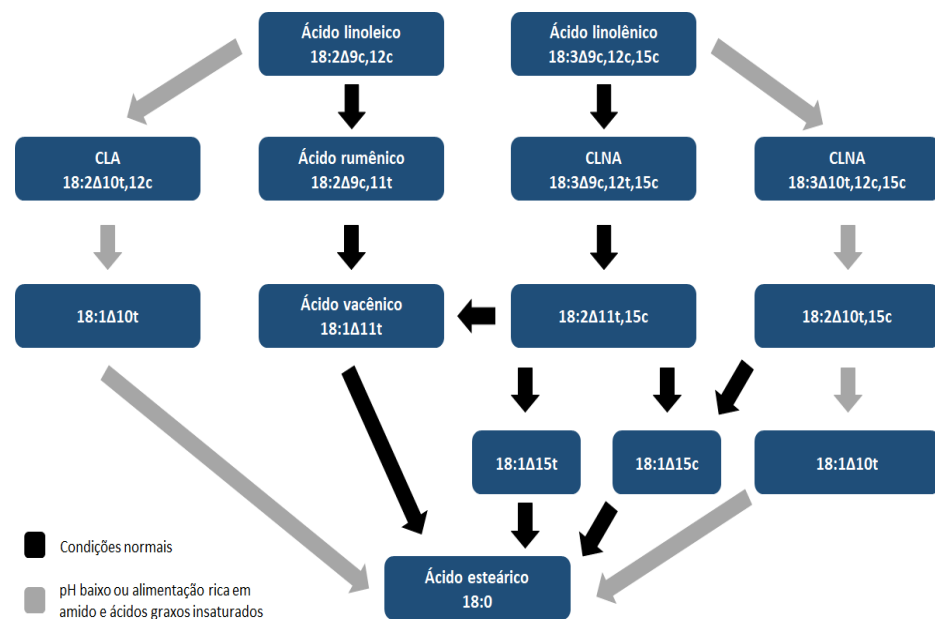 Ácido linoleico
18:2Δ9c,12c
Ácido linolênico
18:3Δ9c,12c,15c
CLA
18:2Δ10t,12c
Ácido rumênico
18:2Δ9c,11t
CLNA
18:3Δ9c,12t,15c
CLNA
18:3Δ10t,12c,15c
18:1Δ10t
Ácido vacênico
18:1Δ11t
18:2Δ11t,15c
18:2Δ10t,15c
18:1Δ15t
18:1Δ15c
18:1Δ10t
Condições normais
pH baixo ou alimentação rica em
amido e ácidos graxos insaturados
Ácido esteárico
18:0